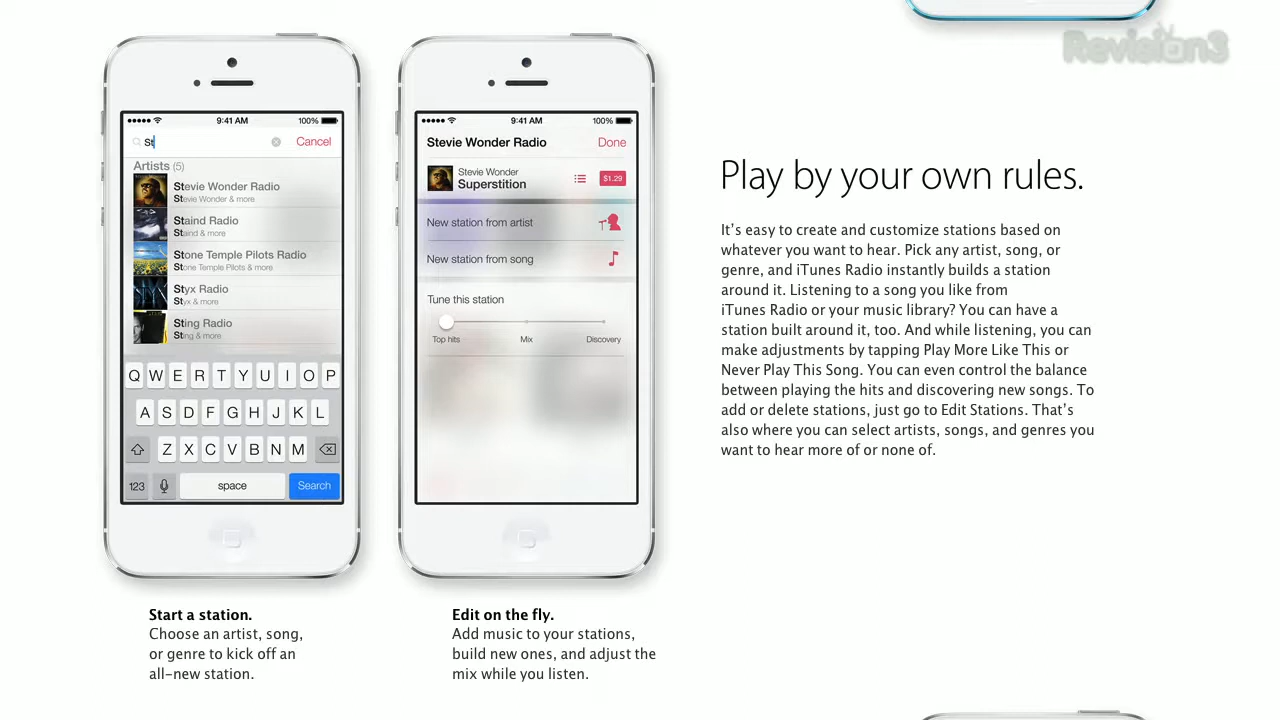 Revision3
9:41 AM
100%
St
Cancel
Artists (5)
Stevie Wonder Radio
Stevie Wonder & more
Staind Radio
Staind & more
Stone Temple Pilots Radio
Stone Temple Pilots & more
Styx Radio
Styx & more
Sting Radio
Sting & more
Q W E R T Y U I O P
A S D F G H J K L
Z X C V B N M
123 space Search
9:41 AM
100%
Stevie Wonder Radio
Done
Stevie Wonder
Superstition
$1.29
New station from artist
New station from song
Tune this station
Top hits Mix Discovery
Play by your own rules.
It's easy to create and customize stations based on
whatever you want to hear. Pick any artist, song, or
genre, and iTunes Radio instantly builds a station
around it. Listening to a song you like from
iTunes Radio or your music library? You can have a
station built around it, too. And while listening, you can
make adjustments by tapping Play More Like This or
Never Play This Song. You can even control the balance
between playing the hits and discovering new songs. To
add or delete stations, just go to Edit Stations. That's
also where you can select artists, songs, and genres you
want to hear more of or none of.
Start a station.
Choose an artist, song,
or genre to kick off an
all-new station.
Edit on the fly.
Add music to your stations,
build new ones, and adjust the
mix while you listen.